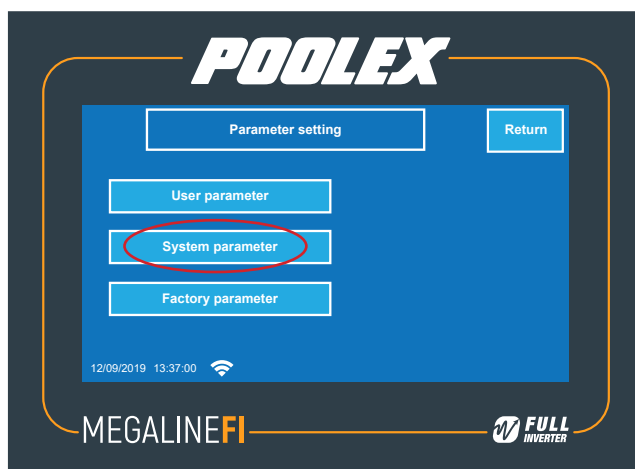 POOLEX
Parameter setting
Return
User parameter
System parameter
Factory parameter
12/09/2019 13:37:00
MEGALINEFI
FULL
INVERTER